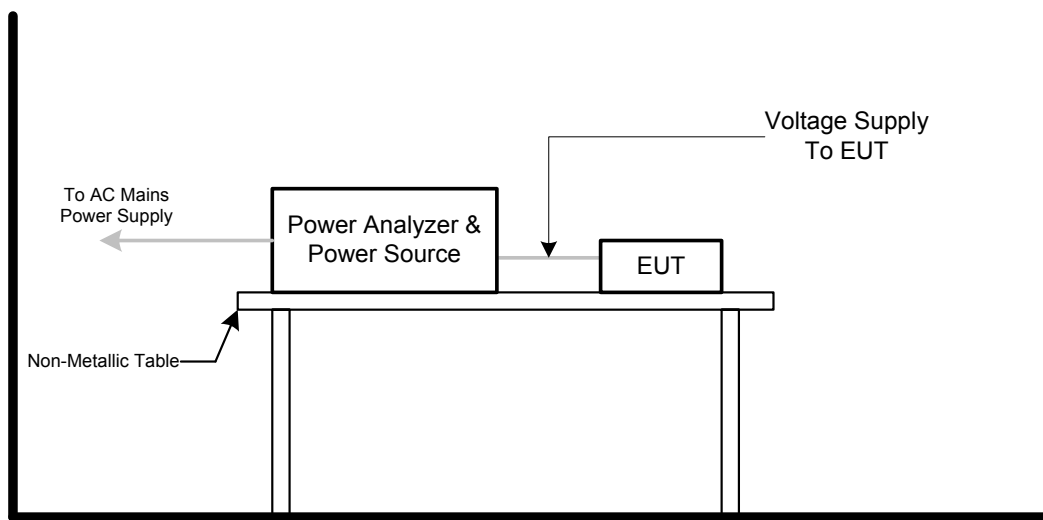 Voltage Supply
To EUT
To AC Mains
Power Supply
Power Analyzer &
Power Source
EUT
Non-Metallic Table